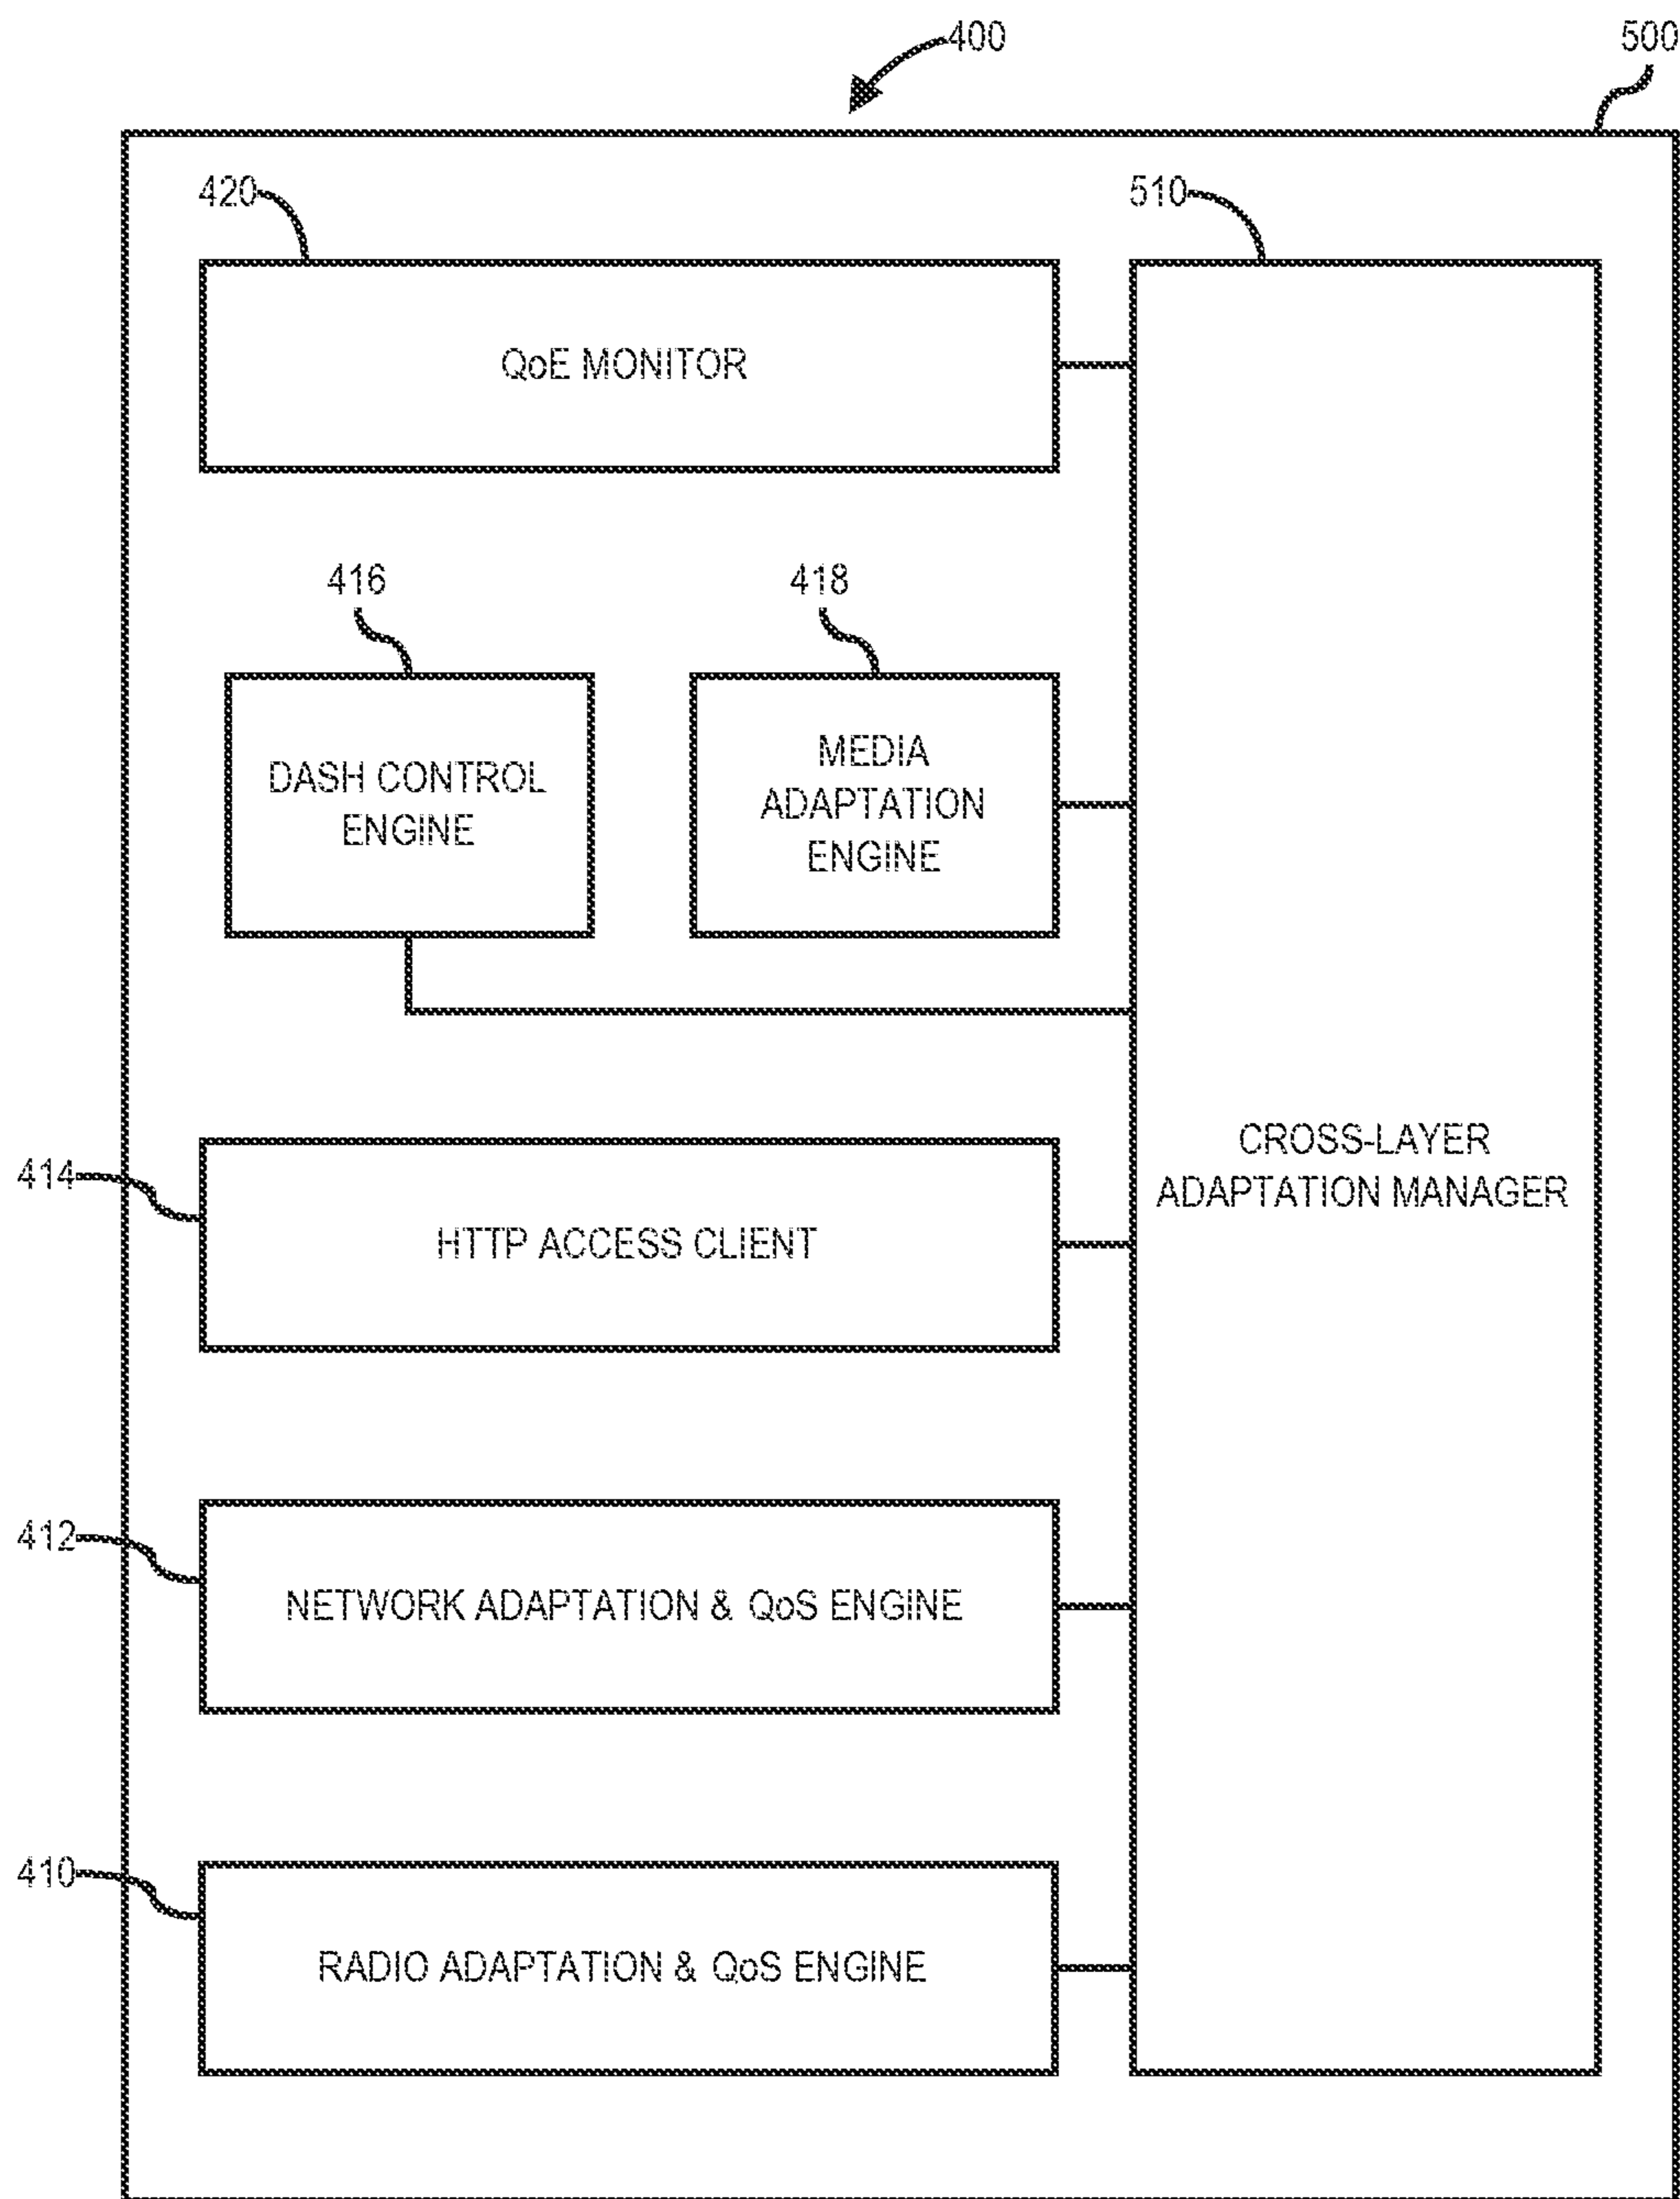 400
500
420
510
QoE MONITOR
416
418
DASH CONTROL
ENGINE
MEDIA
ADAPTATION
ENGINE
CROSS-LAYER
ADAPTATION MANAGER
414
HTTP ACCESS CLIENT
412
NETWORK ADAPTATION & QoS ENGINE
410
RADIO ADAPTATION & QoS ENGINE